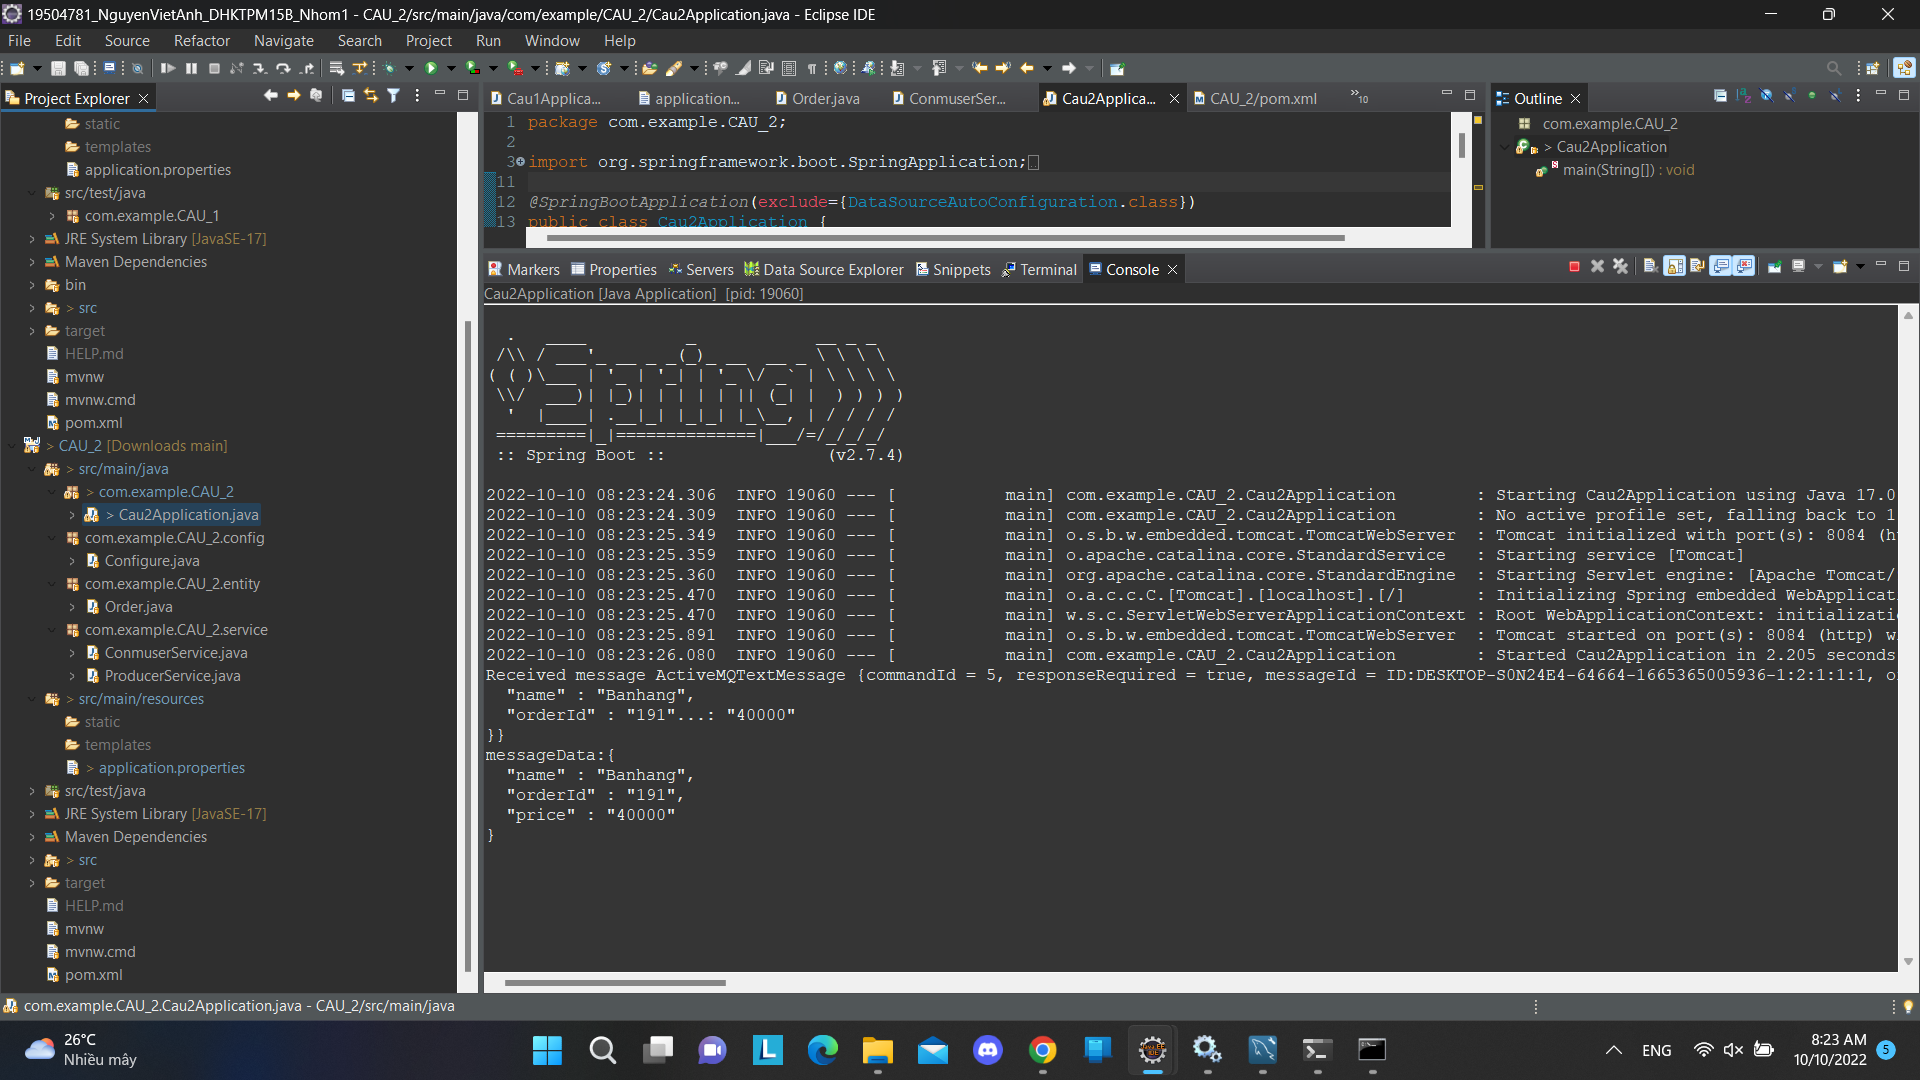 19504781_NguyenVietAnh_DHKTPM15B_Nhom1 - CAU_2/src/main/java/com/example/CAU_2/Cau2Application.java - Eclipse IDE
File Edit Source Refactor Navigate Search Project Run Window Help
Project Explorer
static
templates
application.properties
src/test/java
com.example.CAU_1
JRE System Library [JavaSE-17]
Maven Dependencies
bin
> src
target
HELP.md
mvnw
mvnw.cmd
pom.xml
> CAU_2 [Downloads main]
> src/main/java
> com.example.CAU_2
> Cau2Application.java
com.example.CAU_2.config
Configure.java
com.example.CAU_2.entity
Order.java
com.example.CAU_2.service
ConmuserService.java
ProducerService.java
> src/main/resources
static
templates
> application.properties
src/test/java
JRE System Library [JavaSE-17]
Maven Dependencies
> src
target
HELP.md
mvnw
mvnw.cmd
pom.xml
Cau1Applica... application... Order.java ConmuserSer... Cau2Applica... CAU_2/pom.xml »10
1 package com.example.CAU_2;
2
3 import org.springframework.boot.SpringApplication;
11
12 @SpringBootApplication(exclude={DataSourceAutoConfiguration.class})
13 public class Cau2Application {
Outline
com.example.CAU_2
> Cau2Application
main(String[]) : void
Markers Properties Servers Data Source Explorer Snippets Terminal Console
Cau2Application [Java Application] [pid: 19060]
:: Spring Boot :: (v2.7.4)
2022-10-10 08:23:24.306 INFO 19060 --- [ main] com.example.CAU_2.Cau2Application : Starting Cau2Application using Java 17.0
2022-10-10 08:23:24.309 INFO 19060 --- [ main] com.example.CAU_2.Cau2Application : No active profile set, falling back to 1
2022-10-10 08:23:25.349 INFO 19060 --- [ main] o.s.b.w.embedded.tomcat.TomcatWebServer : Tomcat initialized with port(s): 8084 (ht
2022-10-10 08:23:25.359 INFO 19060 --- [ main] o.apache.catalina.core.StandardService : Starting service [Tomcat]
2022-10-10 08:23:25.360 INFO 19060 --- [ main] org.apache.catalina.core.StandardEngine : Starting Servlet engine: [Apache Tomcat/
2022-10-10 08:23:25.470 INFO 19060 --- [ main] o.a.c.c.C.[Tomcat].[localhost].[/] : Initializing Spring embedded WebApplicat
2022-10-10 08:23:25.470 INFO 19060 --- [ main] w.s.c.ServletWebServerApplicationContext : Root WebApplicationContext: initializati
2022-10-10 08:23:25.891 INFO 19060 --- [ main] o.s.b.w.embedded.tomcat.TomcatWebServer : Tomcat started on port(s): 8084 (http) w
2022-10-10 08:23:26.080 INFO 19060 --- [ main] com.example.CAU_2.Cau2Application : Started Cau2Application in 2.205 seconds
Received message ActiveMQTextMessage {commandId = 5, responseRequired = true, messageId = ID:DESKTOP-S0N24E4-64664-1665365005936-1:2:1:1:1, o
"name" : "Banhang",
"orderId" : "191"...: "40000"
}}
messageData:{
"name" : "Banhang",
"orderId" : "191",
"price" : "40000"
}
com.example.CAU_2.Cau2Application.java - CAU_2/src/main/java
26°C
Nhiều mây
ENG
8:23 AM
10/10/2022
5